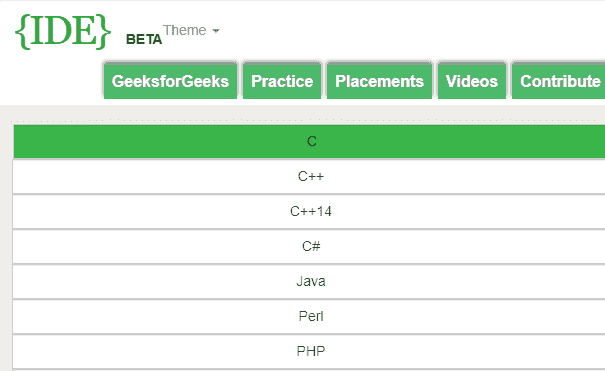 {IDE} BETA Theme
GeeksforGeeks Practice Placements Videos Contribute
C
C++
C++14
C#
Java
Perl
PHP